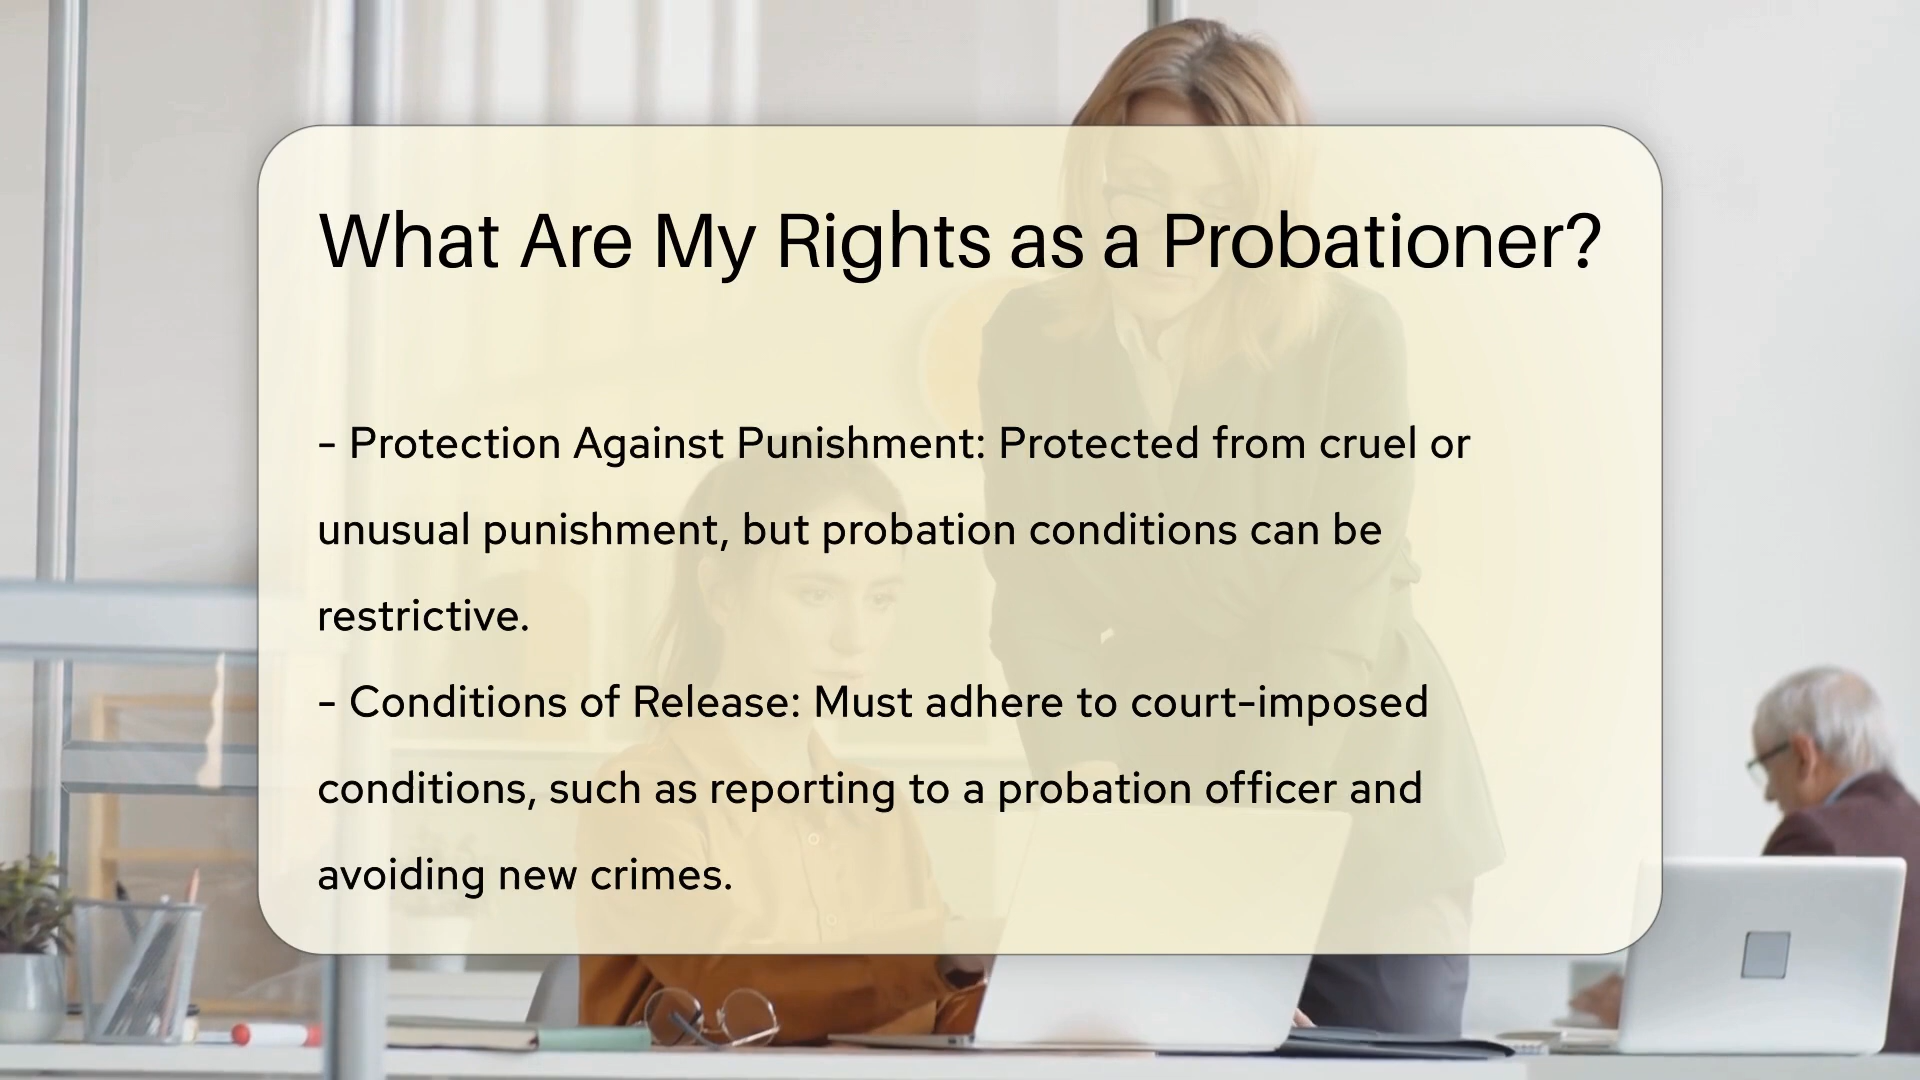 What Are My Rights as a Probationer?
- Protection Against Punishment: Protected from cruel or
unusual punishment, but probation conditions can be
restrictive.
- Conditions of Release: Must adhere to court-imposed
conditions, such as reporting to a probation officer and
avoiding new crimes.